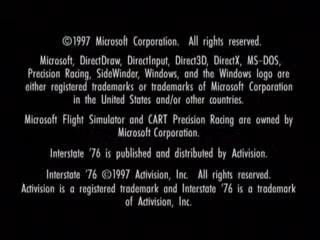 ©1997 Microsoft Corporation. All rights reserved.
Microsoft, DirectDraw, DirectInput, Direct3D, DirectX, MS-DOS,
Precision Racing, SideWinder, Windows, and the Windows logo are
either registered trademarks or trademarks of Microsoft Corporation
in the United States and/or other countries.
Microsoft Flight Simulator and CART Precision Racing are owned by
Microsoft Corporation.
Interstate '76 is published and distributed by Activision.
Interstate '76 ©1997 Activision, Inc. All rights reserved.
Activision is a registered trademark and Interstate '76 is a trademark
of Activision, Inc.